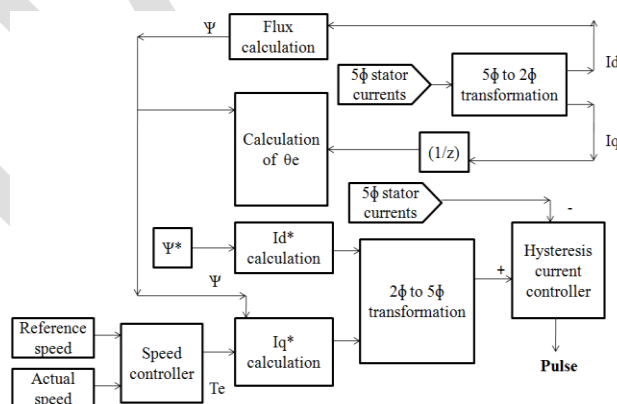 Ψ
Flux
calculation
Id
5ϕ stator
currents
5ϕ to 2ϕ
transformation
Iq
Calculation
of θe
(1/z)
5ϕ stator
currents
-
Ψ*
Id*
calculation
2ϕ to 5ϕ
transformation
+
Hysteresis
current
controller
Ψ
Reference
speed
Speed
controller
Iq*
calculation
Pulse
Actual
speed
Te